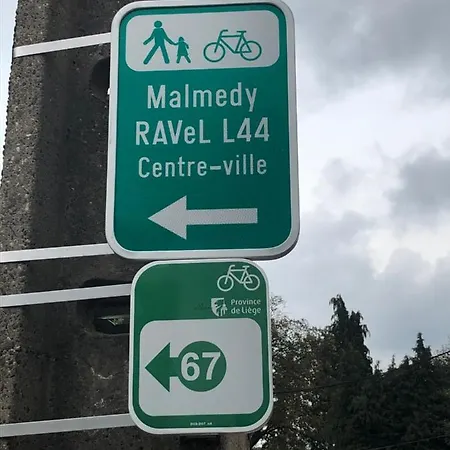 Malmedy
RAVeL L44
Centre-ville
Province
de Liège
67